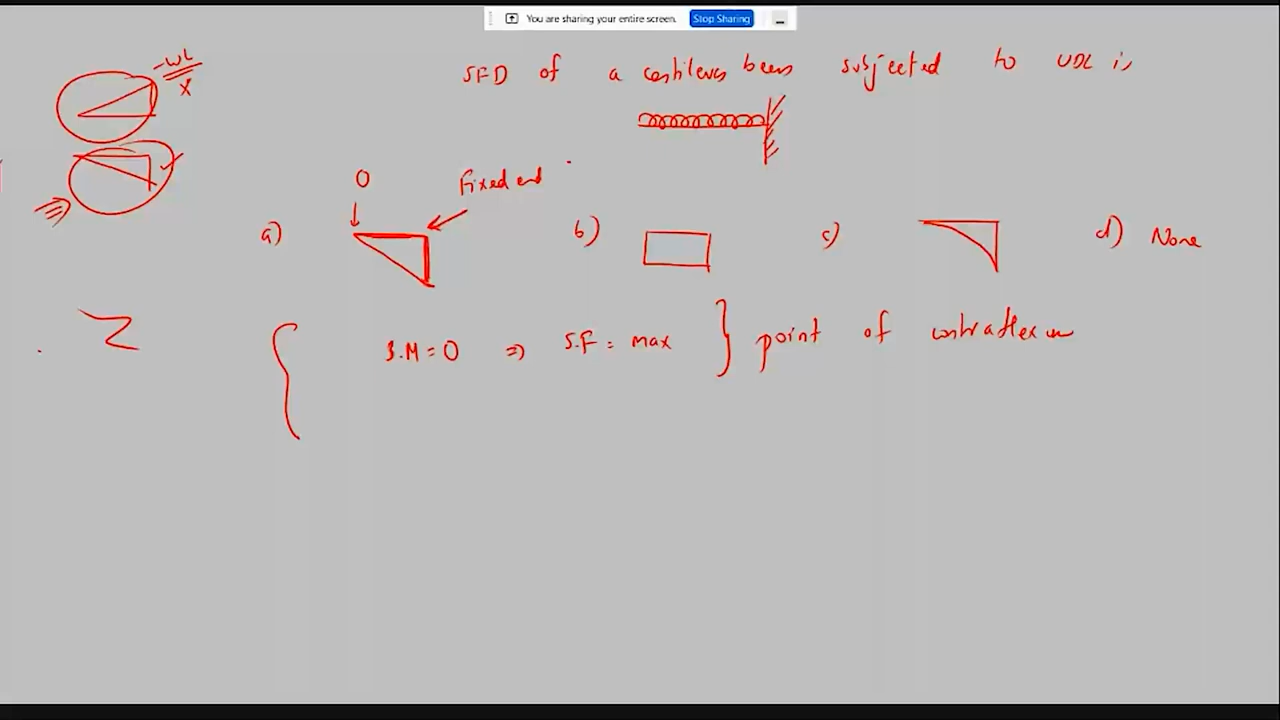 You are sharing your entire screen. Stop Sharing
SFD of a cantilever beam subjected to UDL is
-WL
X
0
Fixed end
a)
b)
c)
d) None
B.M = 0 ⇒ S.F = max } point of contraflexure